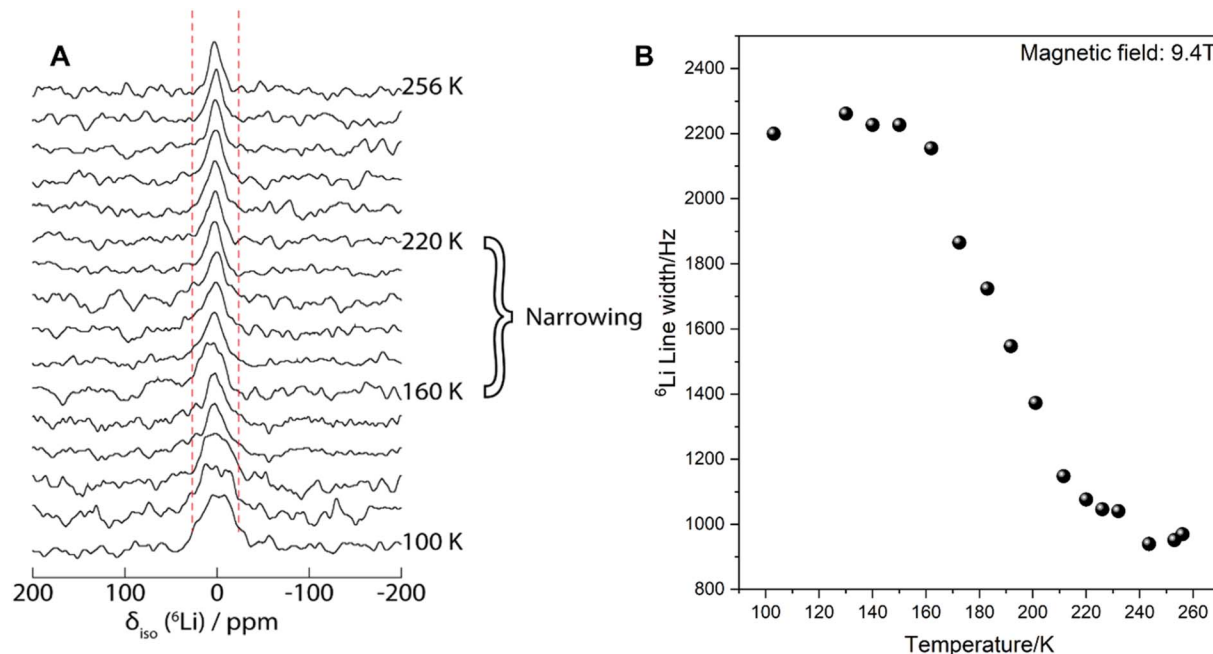 A
256 K
220 K
Narrowing
160 K
100 K
200 100 0 -100 -200
δiso (⁶Li) / ppm
B
Magnetic field: 9.4T
2400
2200
2000
1800
1600
1400
1200
1000
800
⁶Li Line width/Hz
100 120 140 160 180 200 220 240 260
Temperature/K